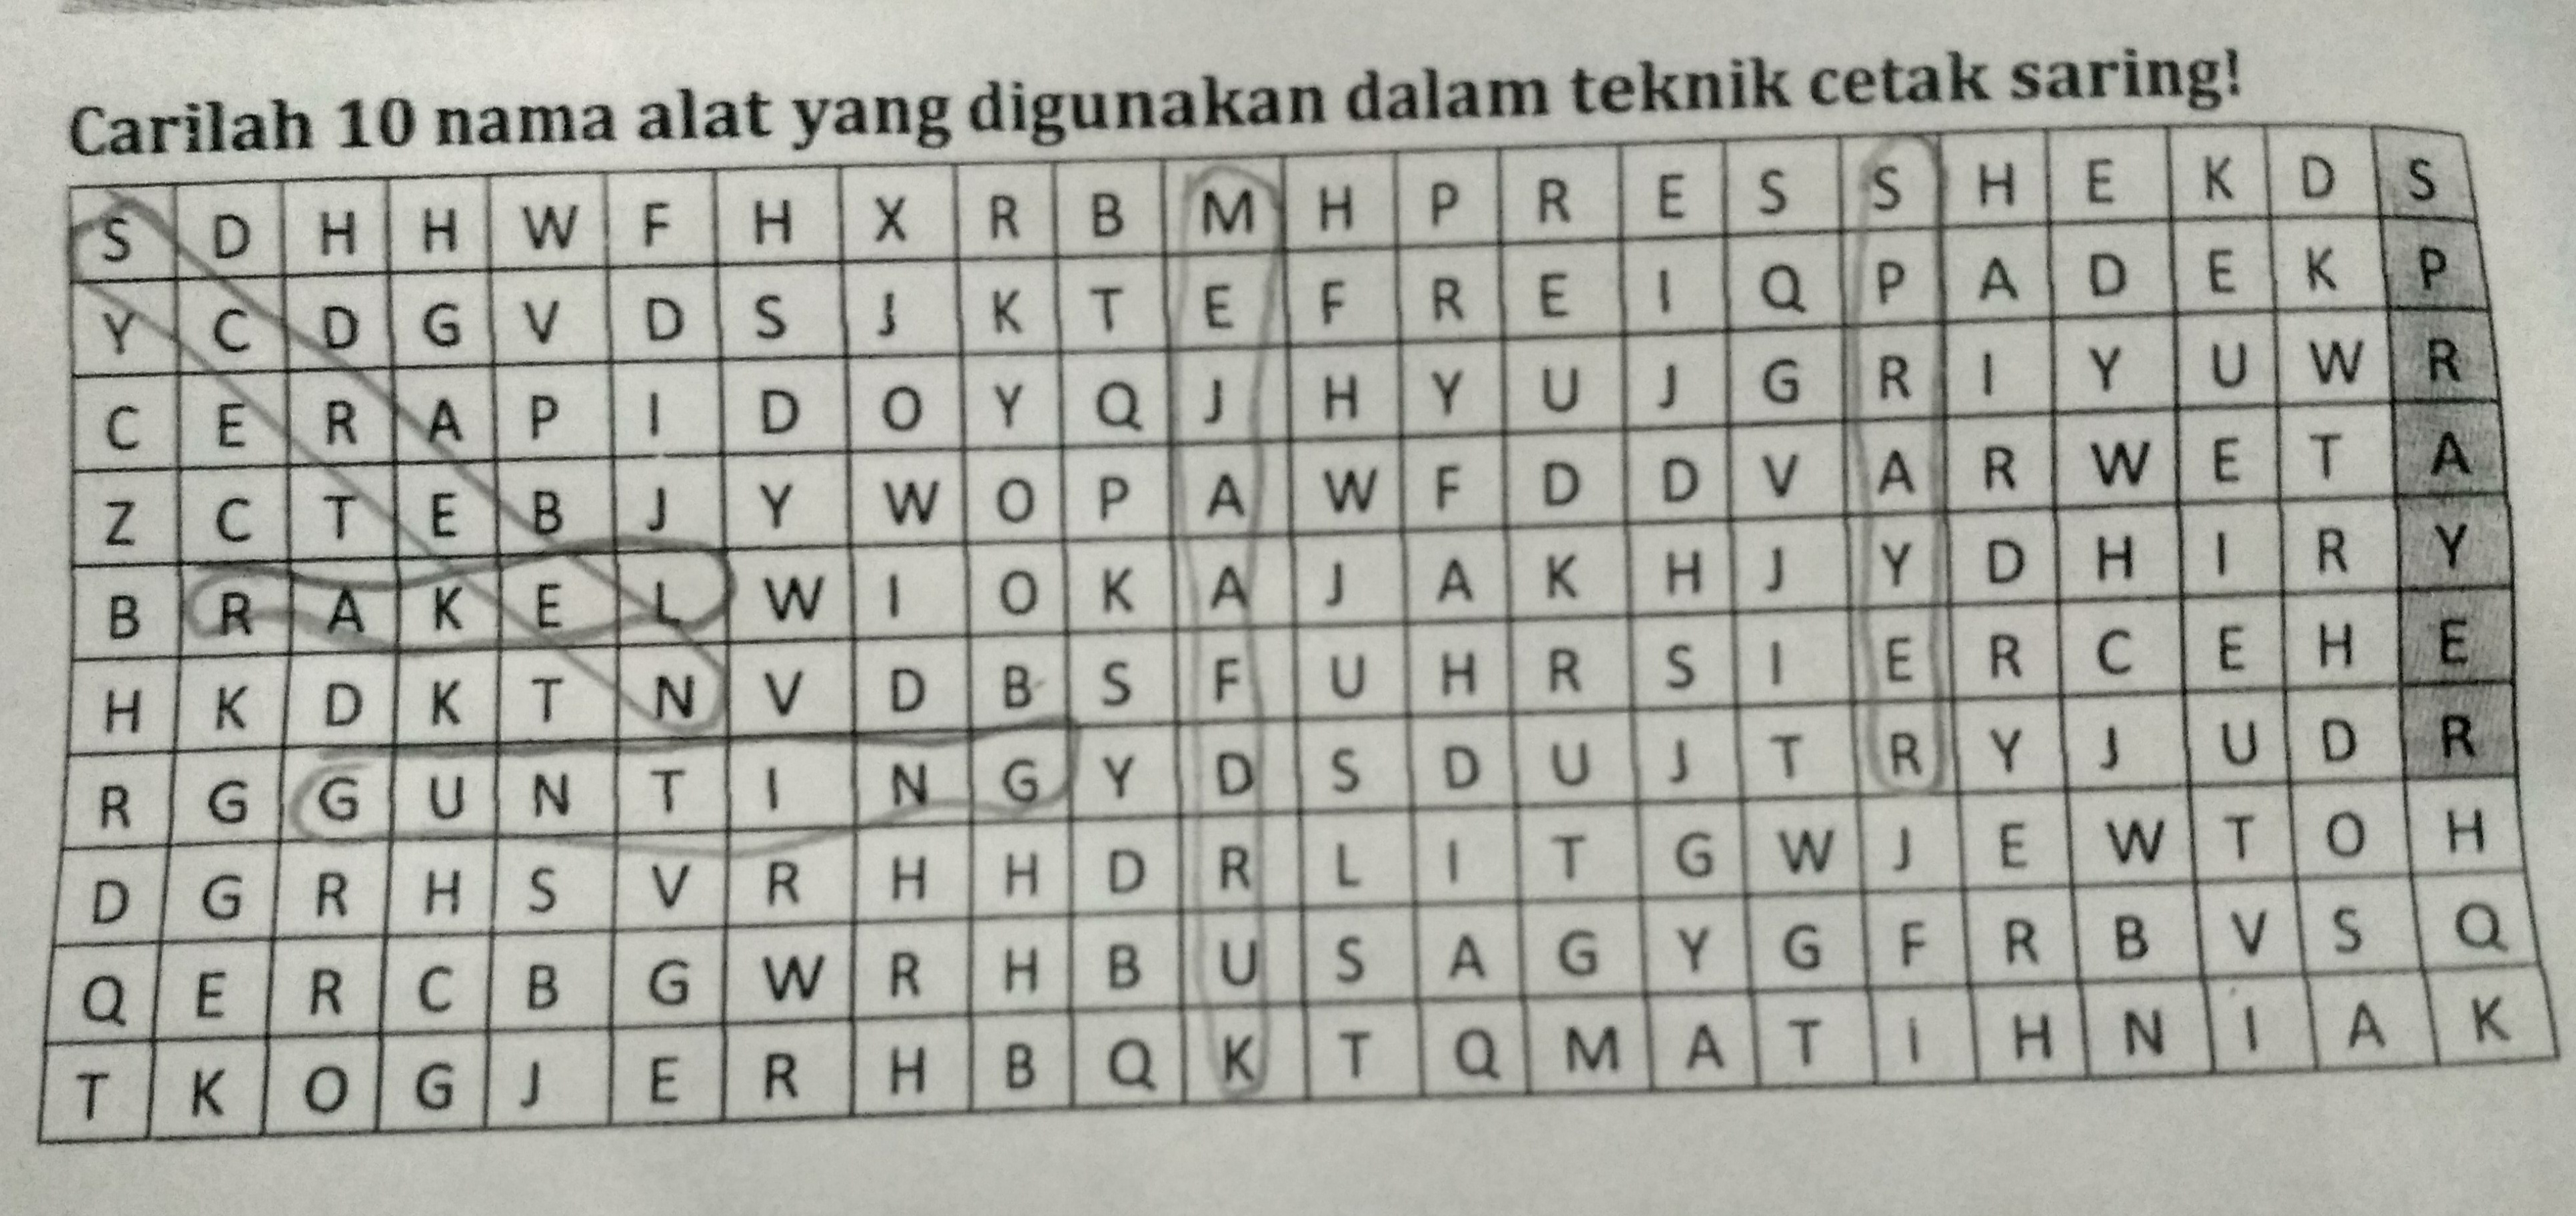 Carilah 10 nama alat yang digunakan dalam teknik cetak saring!
S D H H W F H X R B M H P R E S S H E K D S
Y C D G V D S J K T E F R E I Q P A D E K P
C E R A P I D O Y Q J H Y U J G R I Y U W R
Z C T E B J Y W O P A W F D D V A R W E T A
B R A K E L W I O K A J A K H J Y D H I R Y
H K D K T N V D B S F U H R S I E R C E H E
R G G U N T I N G Y D S D U J T R Y J U D R
D G R H S V R H H D R L I T G W J E W T O H
Q E R C B G W R H B U S A G Y G F R B V S Q
T K O G J E R H B Q K T Q M A T I H N I A K